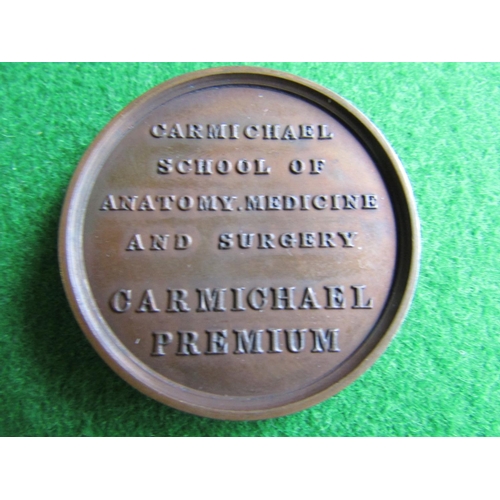 CARMICHAEL
SCHOOL OF
ANATOMY.MEDICINE
AND SURGERY.
CARMICHAEL
PREMIUM